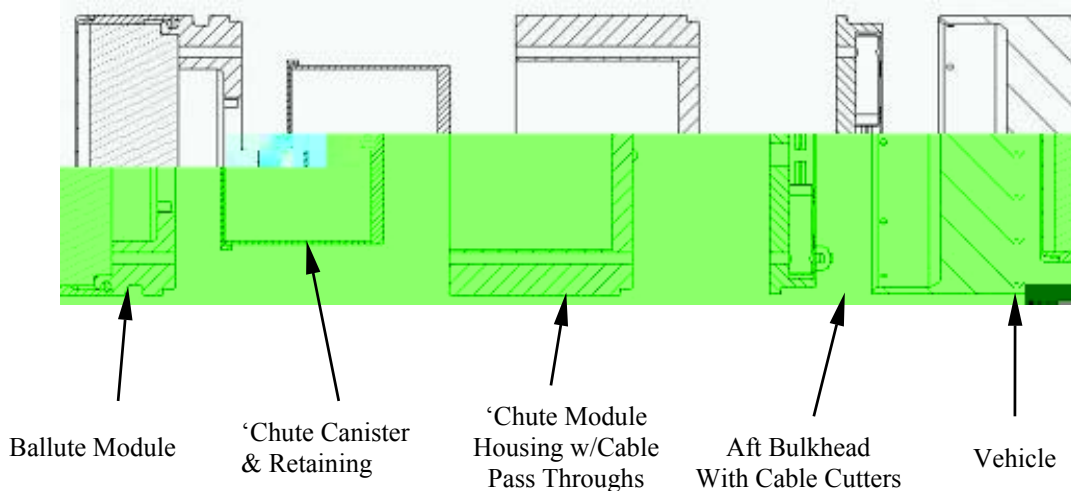 Ballute Module
‘Chute Canister
& Retaining
‘Chute Module
Housing w/Cable
Pass Throughs
Aft Bulkhead
With Cable Cutters
Vehicle